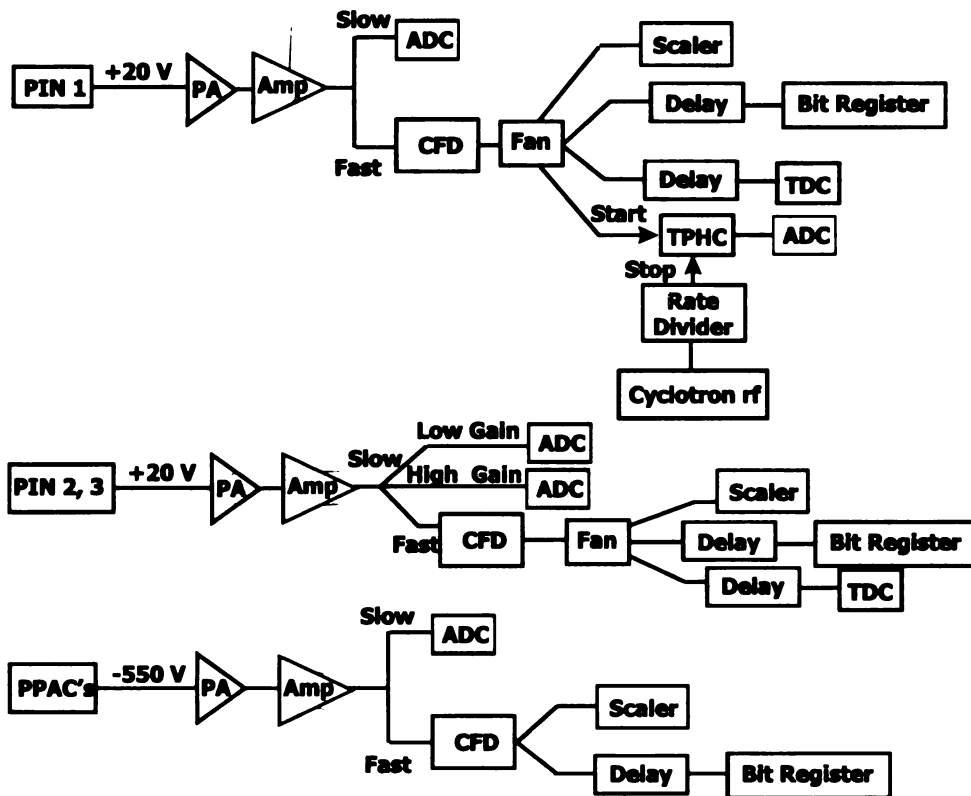 Slow
ADC
PIN 1
+20 V
PA
Amp
Fast
CFD
Fan
Scaler
Delay
Bit Register
Delay
TDC
Start
TPHC
ADC
Stop
Rate
Divider
Cyclotron rf
PIN 2, 3
+20 V
PA
Amp
Slow
Low Gain
ADC
High Gain
ADC
Fast
CFD
Fan
Scaler
Delay
Bit Register
Delay
TDC
PPAC's
-550 V
PA
Amp
Slow
ADC
Fast
CFD
Scaler
Delay
Bit Register